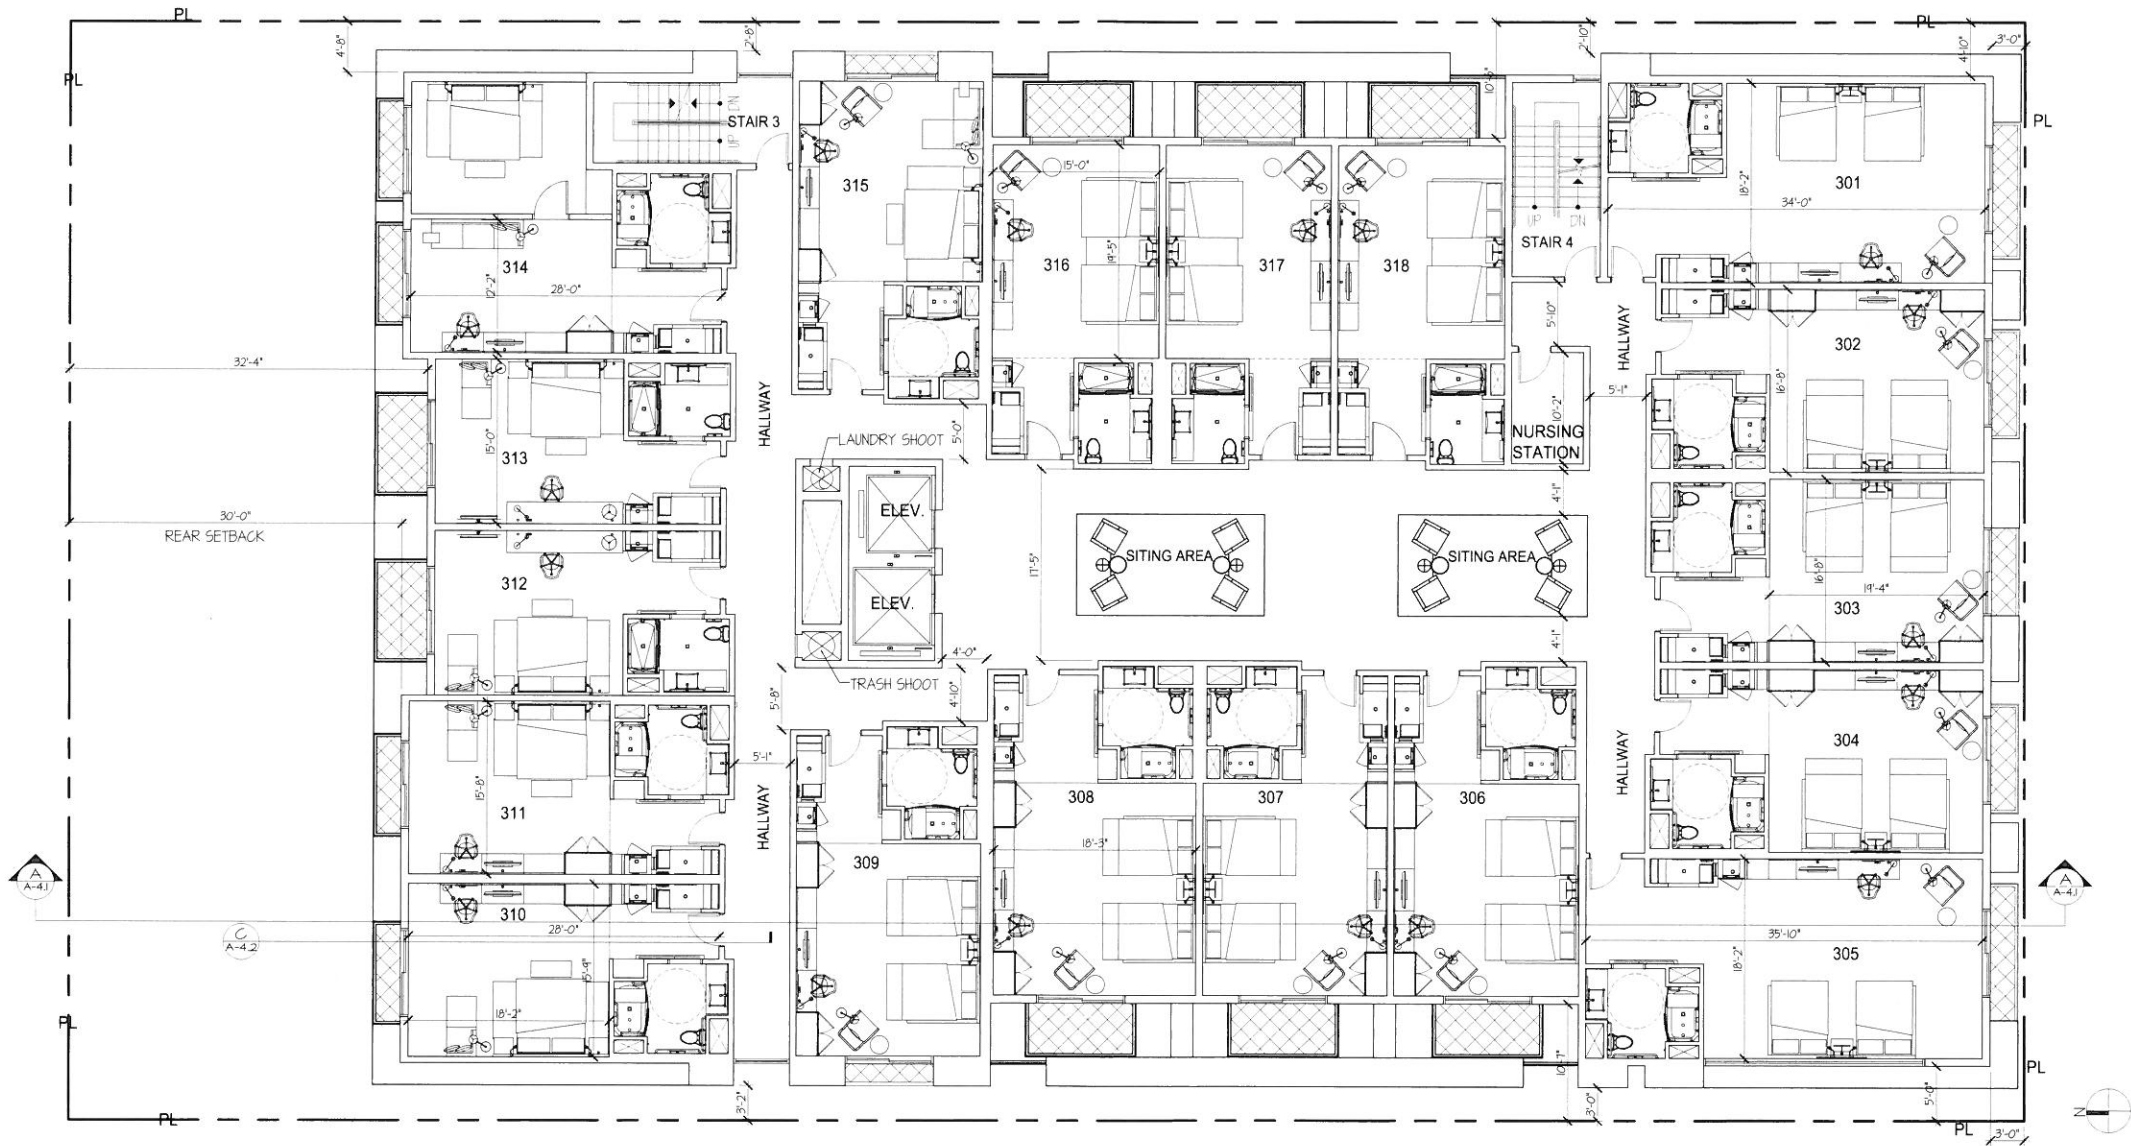 PL
PL
4'-8"
2'-8"
2'-10"
4'-10"
3'-0"
PL
PL
10'-6"
STAIR 3
DN
UP
315
15'-0"
316
19'-5"
317
318
UP
DN
STAIR 4
18'-2"
301
34'-0"
314
12'-2"
28'-0"
5'-10"
HALLWAY
302
16'-8"
5'-1"
32'-4"
HALLWAY
313
15'-0"
LAUNDRY SHOOT
5'-0"
10'-2"
NURSING
STATION
4'-1"
30'-0"
REAR SETBACK
ELEV.
ELEV.
17'-5"
SITING AREA
SITING AREA
312
16'-8"
19'-4"
303
4'-1"
4'-0"
TRASH SHOOT
5'-8"
4'-10"
5'-1"
HALLWAY
311
15'-8"
308
18'-3"
307
306
HALLWAY
304
309
A
A-4.1
A
A-4.1
310
28'-0"
C
A-4.2
18'-2"
15'-9"
35'-10"
18'-2"
305
PL
PL
3'-2"
10'-7"
3'-0"
5'-0"
PL
PL
3'-0"
N